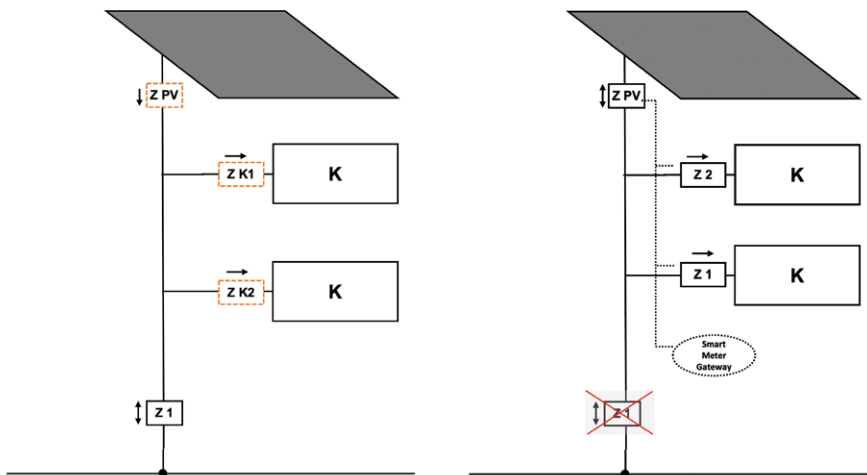 Z PV
Z K1
K
Z K2
K
Z 1
Z PV
Z 2
K
Z 1
K
Smart
Meter
Gateway
Z 1